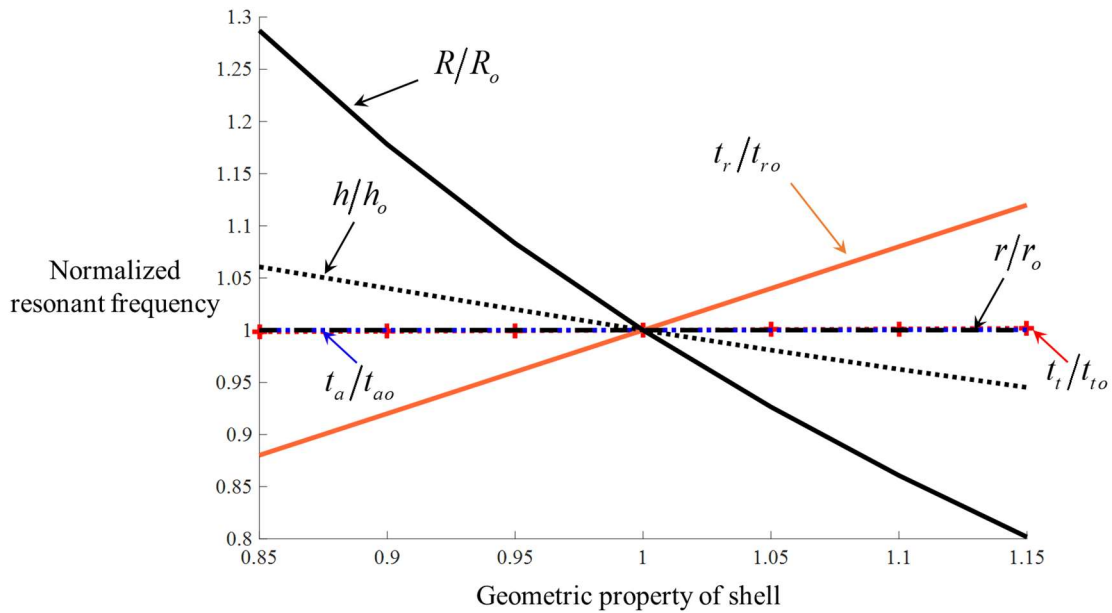 1.3
1.25
1.2
1.15
1.1
1.05
1
0.95
0.9
0.85
0.8
Normalized
resonant frequency
R/R_o
t_r/t_ro
h/h_o
r/r_o
t_a/t_ao
t_t/t_to
0.85 0.9 0.95 1 1.05 1.1 1.15
Geometric property of shell